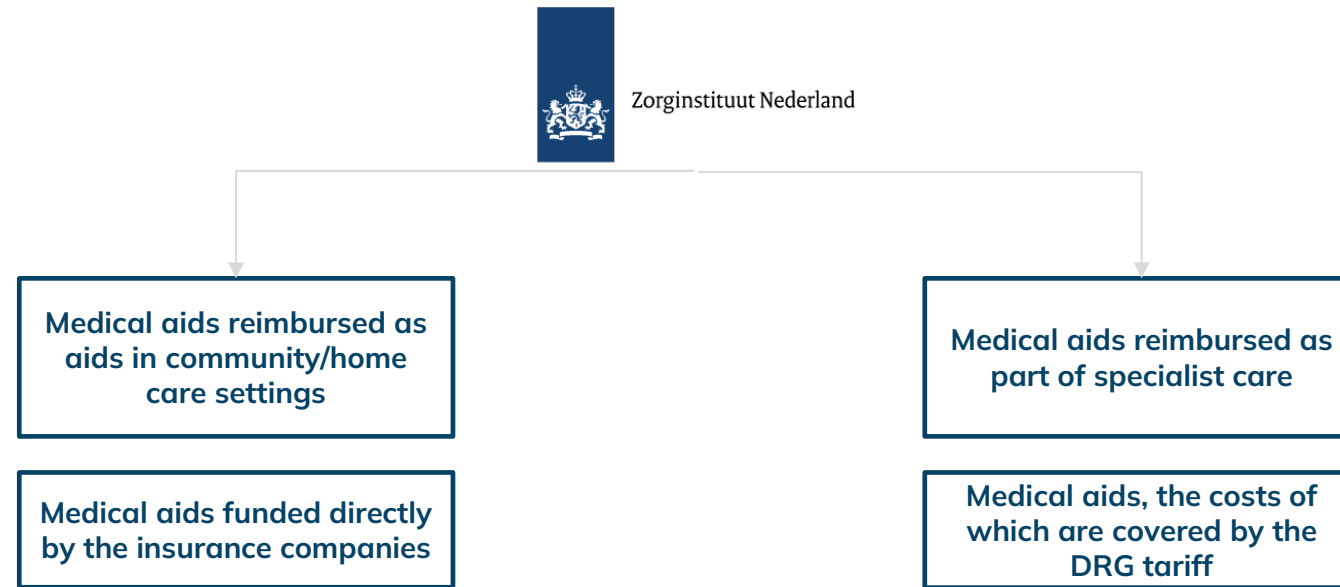 Zorginstituut Nederland
Medical aids reimbursed as
aids in community/home
care settings
Medical aids reimbursed as
part of specialist care
Medical aids funded directly
by the insurance companies
Medical aids, the costs of
which are covered by the
DRG tariff